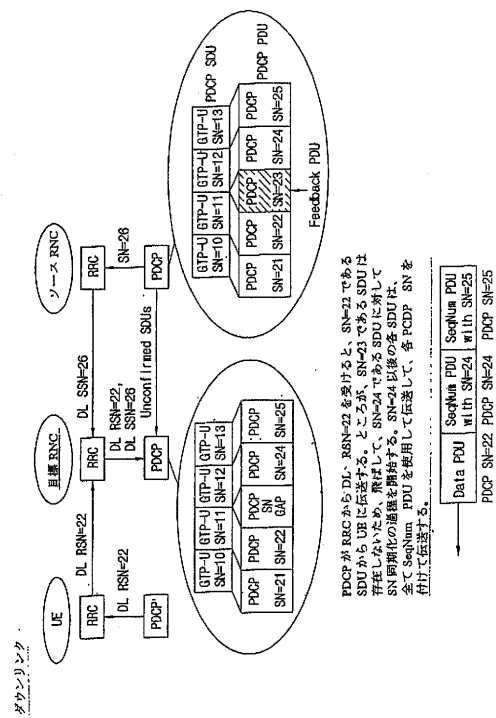 ダウンリンク
UE
目標 RNC
ソース RNC
RRC
DL RSN=22
RRC
DL SSN=26
RRC
DL RSN=22
DL RSN=22,
DL SSN=26
SN=26
PDCP
PDCP
Unconfirmed SDUs
PDCP
GTP-U SN=10
GTP-U SN=11
GTP-U SN=12
GTP-U SN=13
PDCP SN=21
PDCP SN=22
PDCP SN GAP
PDCP SN=24
PDCP SN=25
GTP-U SN=10
GTP-U SN=11
GTP-U SN=12
GTP-U SN=13
PDCP SDU
PDCP SN=21
PDCP SN=22
PDCP SN=23
PDCP SN=24
PDCP SN=25
PDCP PDU
Feedback PDU
PDCP が RRC から DL、RSN=22 を受けると、SN=22 である
SDU から UE に伝送する。ところが、SN=23 である SDU は
存在しないため、飛ばして、SN=24 である SDU に対して
SN 同期化の過程を開始する。SN=24 以後の各 SDU は、
全て SeqNum PDU を使用して伝送して、各 PCDP SN を
付けて伝送する。
Data PDU
SeqNum PDU with SN=24
SeqNum PDU with SN=25
PDCP SN=22
PDCP SN=24
PDCP SN=25